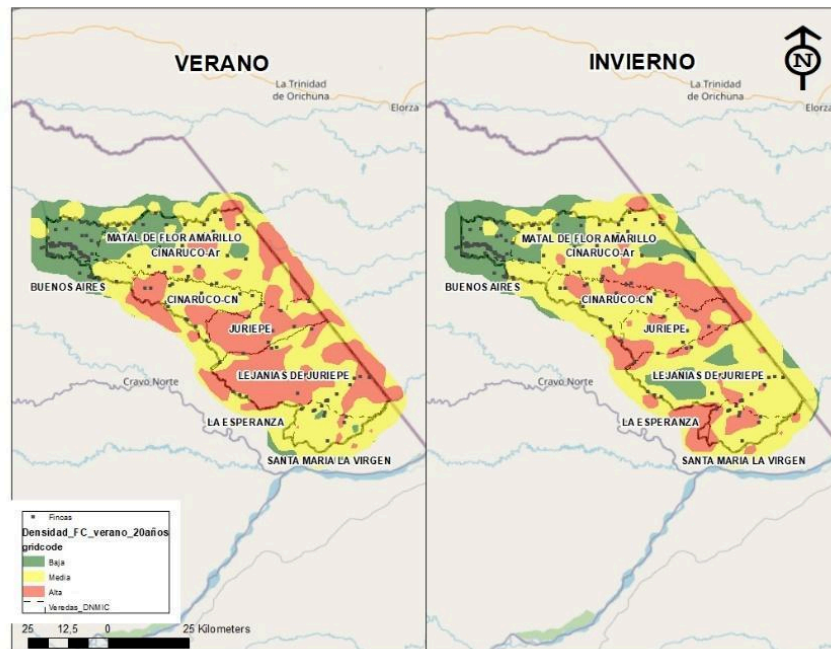 VERANO
La Trinidad
de Orichuna
Elorza
MATAL DE FLOR AMARILLO
CINARUCO-Ar
BUENOS AIRES
CINARUCO-CN
JURIEPE
LEJANIAS DE JURIEPE
Cravo Norte
LA ESPERANZA
SANTA MARIA LA VIRGEN
Fincas
Densidad_FC_verano_20años
gridcode
Baja
Media
Alta
Veredas_DNMIC
25 12,5 0 25 Kilometers
INVIERNO
N
La Trinidad
de Orichuna
Elorza
MATAL DE FLOR AMARILLO
CINARUCO-Ar
BUENOS AIRES
CINARUCO-CN
JURIEPE
LEJANIAS DE JURIEPE
Cravo Norte
LA ESPERANZA
SANTA MARIA LA VIRGEN